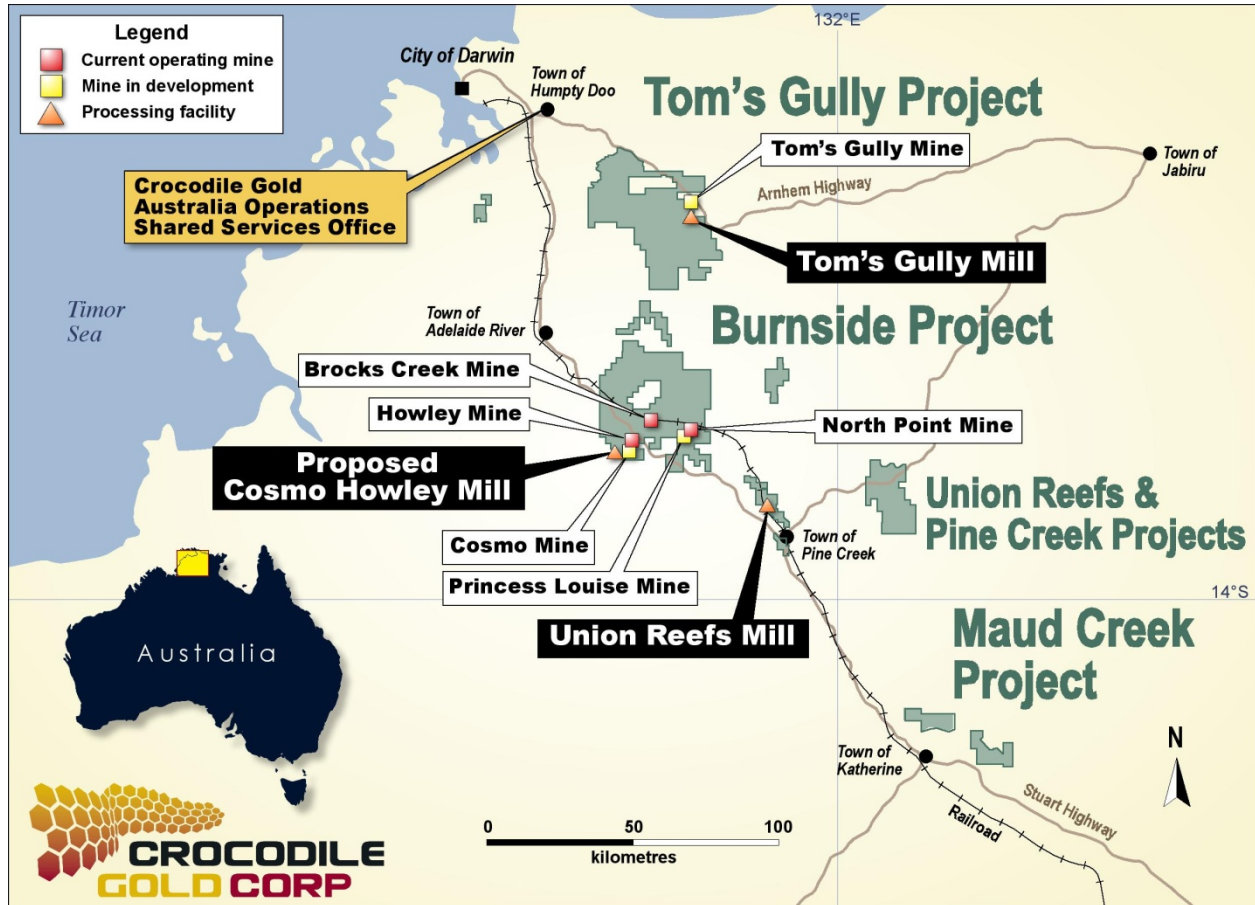 Legend
Current operating mine
Mine in development
Processing facility
132°E
City of Darwin
Town of
Humpty Doo
Tom's Gully Project
Tom's Gully Mine
Town of
Jabiru
Arnhem Highway
Crocodile Gold
Australia Operations
Shared Services Office
Tom's Gully Mill
Timor
Sea
Town of
Adelaide River
Burnside Project
Brocks Creek Mine
Howley Mine
North Point Mine
Proposed
Cosmo Howley Mill
Union Reefs &
Pine Creek Projects
Cosmo Mine
Town of
Pine Creek
Princess Louise Mine
14°S
Union Reefs Mill
Maud Creek
Project
Australia
N
Town of
Katherine
Stuart Highway
Railroad
0 50 100
kilometres
CROCODILE
GOLD CORP